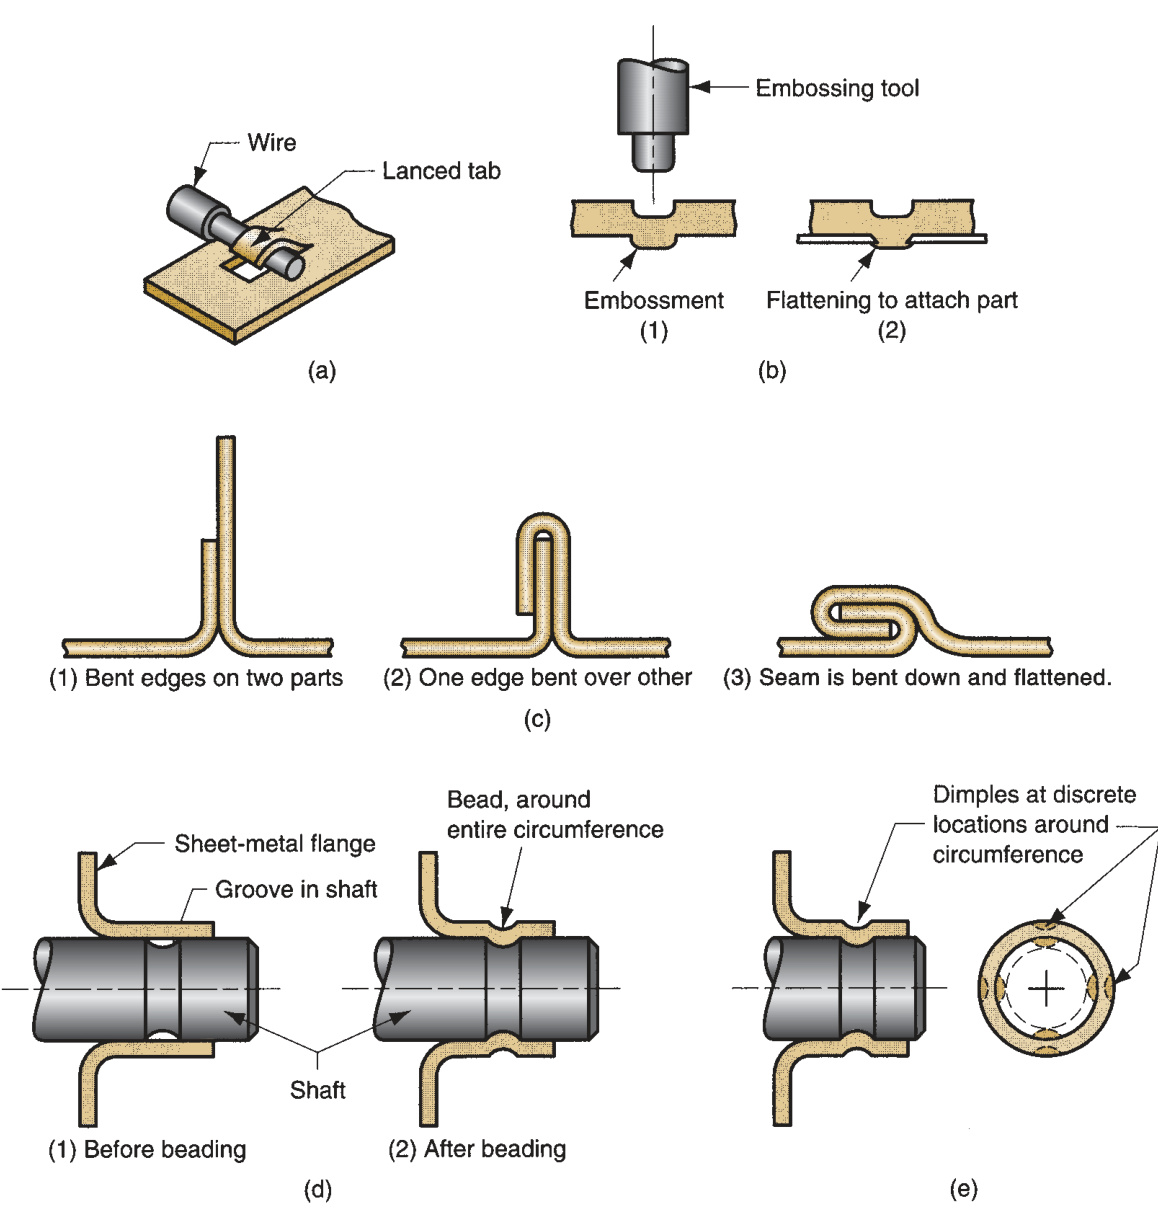 Wire
Lanced tab
(a)
Embossing tool
Embossment
(1)
Flattening to attach part
(2)
(b)
(1) Bent edges on two parts
(2) One edge bent over other
(3) Seam is bent down and flattened.
(c)
Sheet-metal flange
Groove in shaft
Shaft
(1) Before beading
Bead, around
entire circumference
(2) After beading
(d)
Dimples at discrete
locations around
circumference
(e)